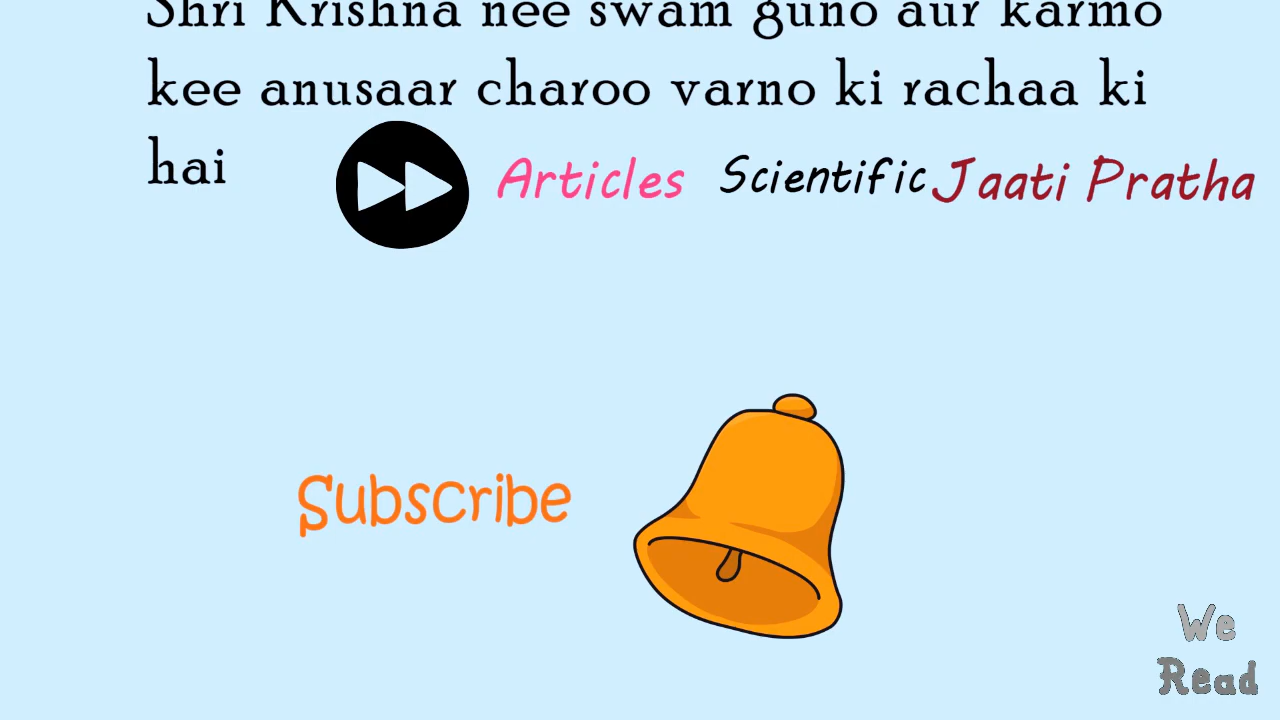 Shri Krishna nee swam guno aur karmo
kee anusaar charoo varno ki rachaa ki
hai
Articles Scientific Jaati Pratha
Subscribe
We
Read